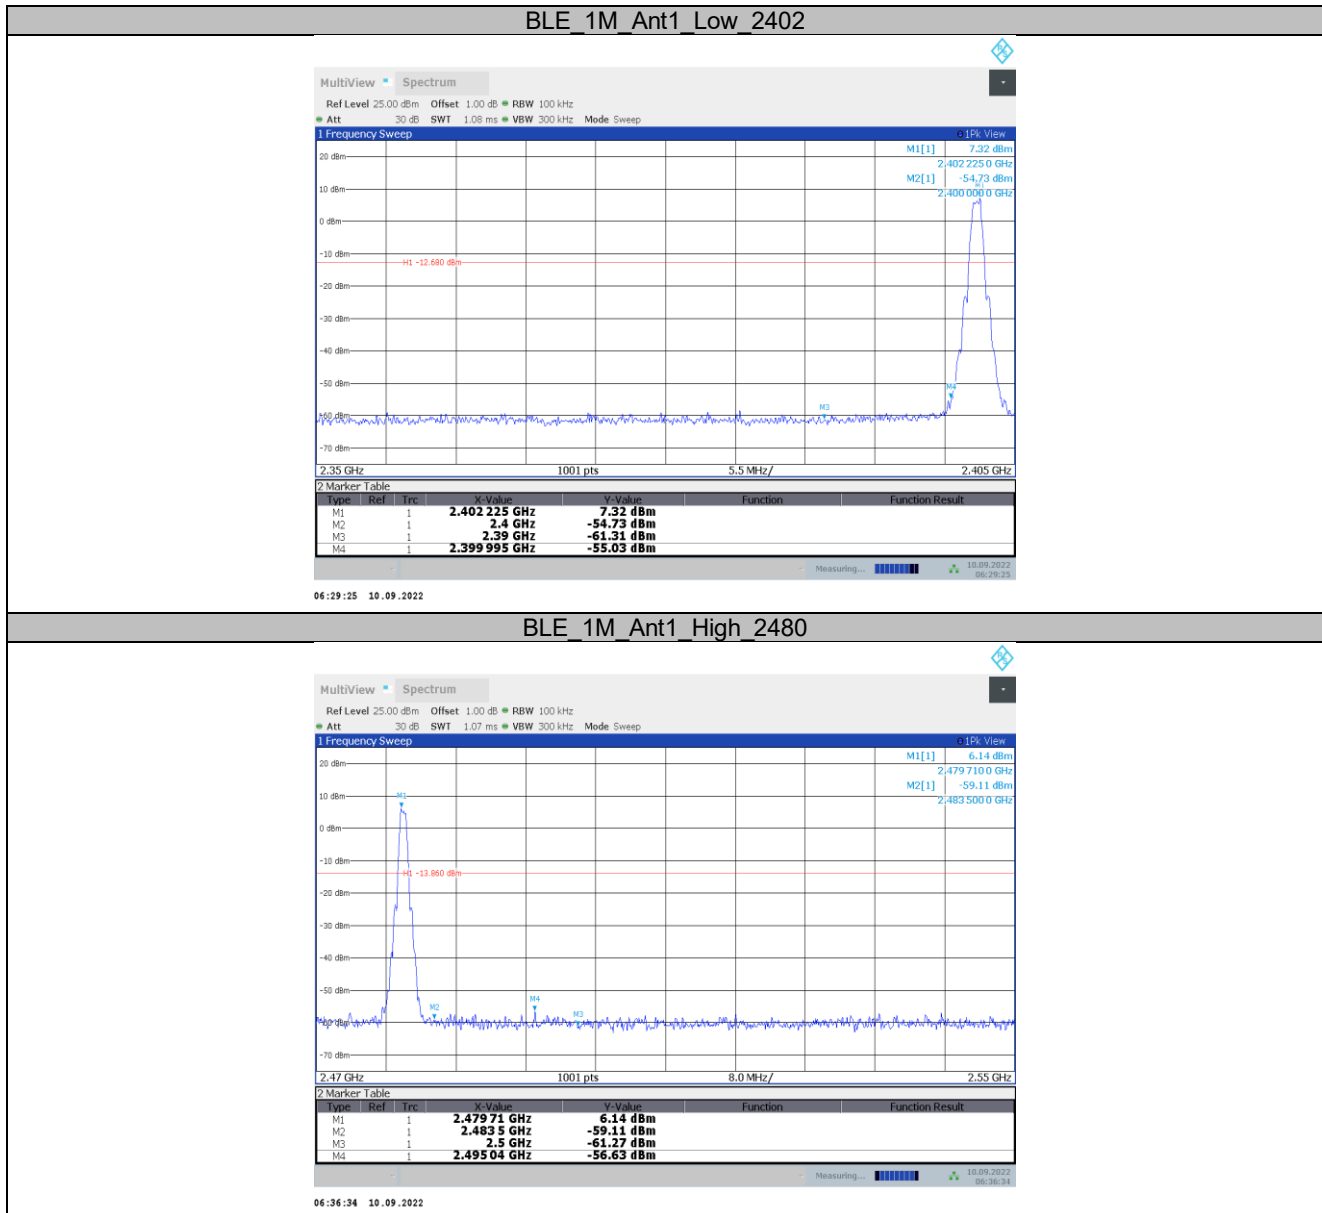 BLE_1M_Ant1_Low_2402
MultiView Spectrum
Ref Level 25.00 dBm Offset 1.00 dB RBW 100 kHz
Att 30 dB SWT 1.08 ms VBW 300 kHz Mode Sweep
1 Frequency Sweep 1Pk View
M1[1] 7.32 dBm
2.402 225 0 GHz
M2[1] -54.73 dBm
2.400 000 0 GHz
M1
20 dBm
10 dBm
0 dBm
-10 dBm
H1 -12.680 dBm
-20 dBm
-30 dBm
-40 dBm
-50 dBm
M4
M3
-60 dBm
-70 dBm
2.35 GHz 1001 pts 5.5 MHz/ 2.405 GHz
2 Marker Table
Type Ref Trc X-Value Y-Value Function Function Result
M1 1 2.402 225 GHz 7.32 dBm
M2 1 2.4 GHz -54.73 dBm
M3 1 2.39 GHz -61.31 dBm
M4 1 2.399 995 GHz -55.03 dBm
Measuring... 10.09.2022
06:29:25
06:29:25 10.09.2022
BLE_1M_Ant1_High_2480
MultiView Spectrum
Ref Level 25.00 dBm Offset 1.00 dB RBW 100 kHz
Att 30 dB SWT 1.07 ms VBW 300 kHz Mode Sweep
1 Frequency Sweep 1Pk View
M1[1] 6.14 dBm
2.479 710 0 GHz
M2[1] -59.11 dBm
2.483 500 0 GHz
20 dBm
10 dBm
M1
0 dBm
-10 dBm
H1 -13.860 dBm
-20 dBm
-30 dBm
-40 dBm
-50 dBm
M2
M4
M3
-60 dBm
-70 dBm
2.47 GHz 1001 pts 8.0 MHz/ 2.55 GHz
2 Marker Table
Type Ref Trc X-Value Y-Value Function Function Result
M1 1 2.479 71 GHz 6.14 dBm
M2 1 2.483 5 GHz -59.11 dBm
M3 1 2.5 GHz -61.27 dBm
M4 1 2.495 04 GHz -56.63 dBm
Measuring... 10.09.2022
06:36:34
06:36:34 10.09.2022